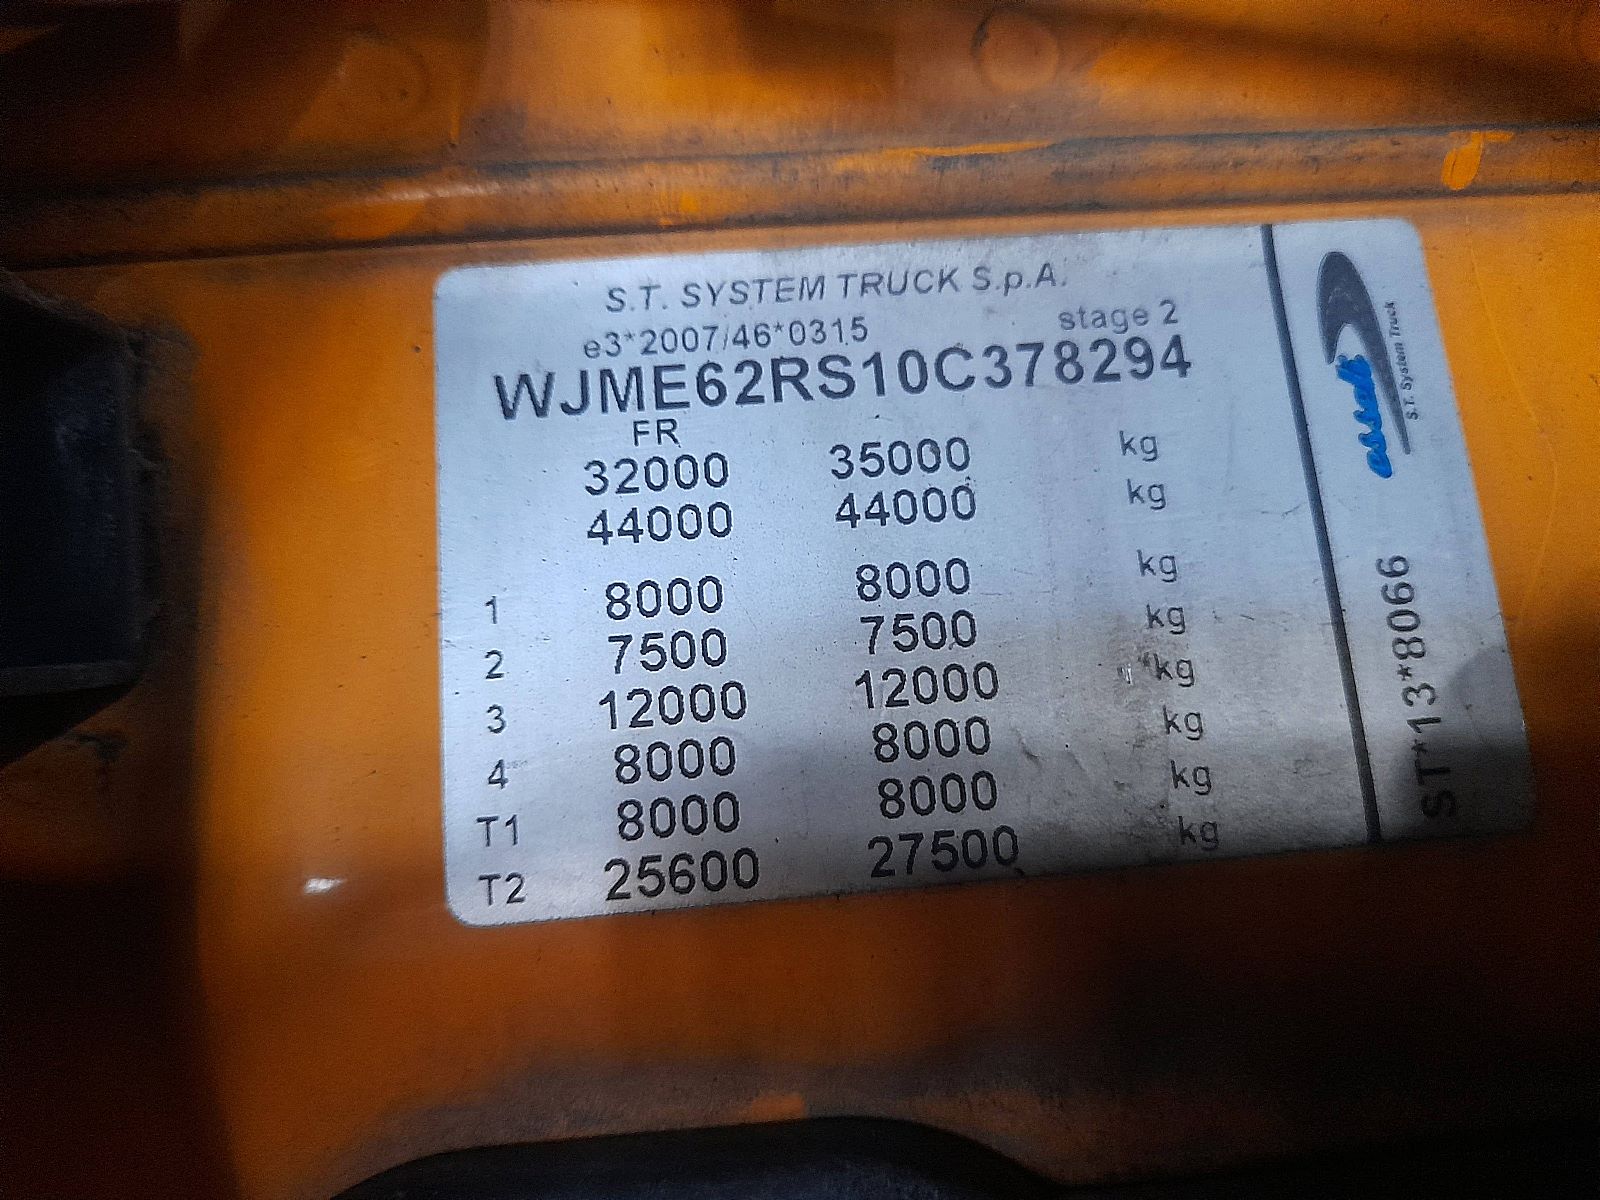 S.T. SYSTEM TRUCK S.p.A.
e3*2007/46*0315 stage 2
WJME62RS10C378294
FR
32000 35000 kg
44000 44000 kg
1 8000 8000 kg
2 7500 7500 kg
3 12000 12000 kg
4 8000 8000 kg
T1 8000 8000 kg
T2 25600 27500 kg
essetì
S.T. System Truck
ST*13*8066